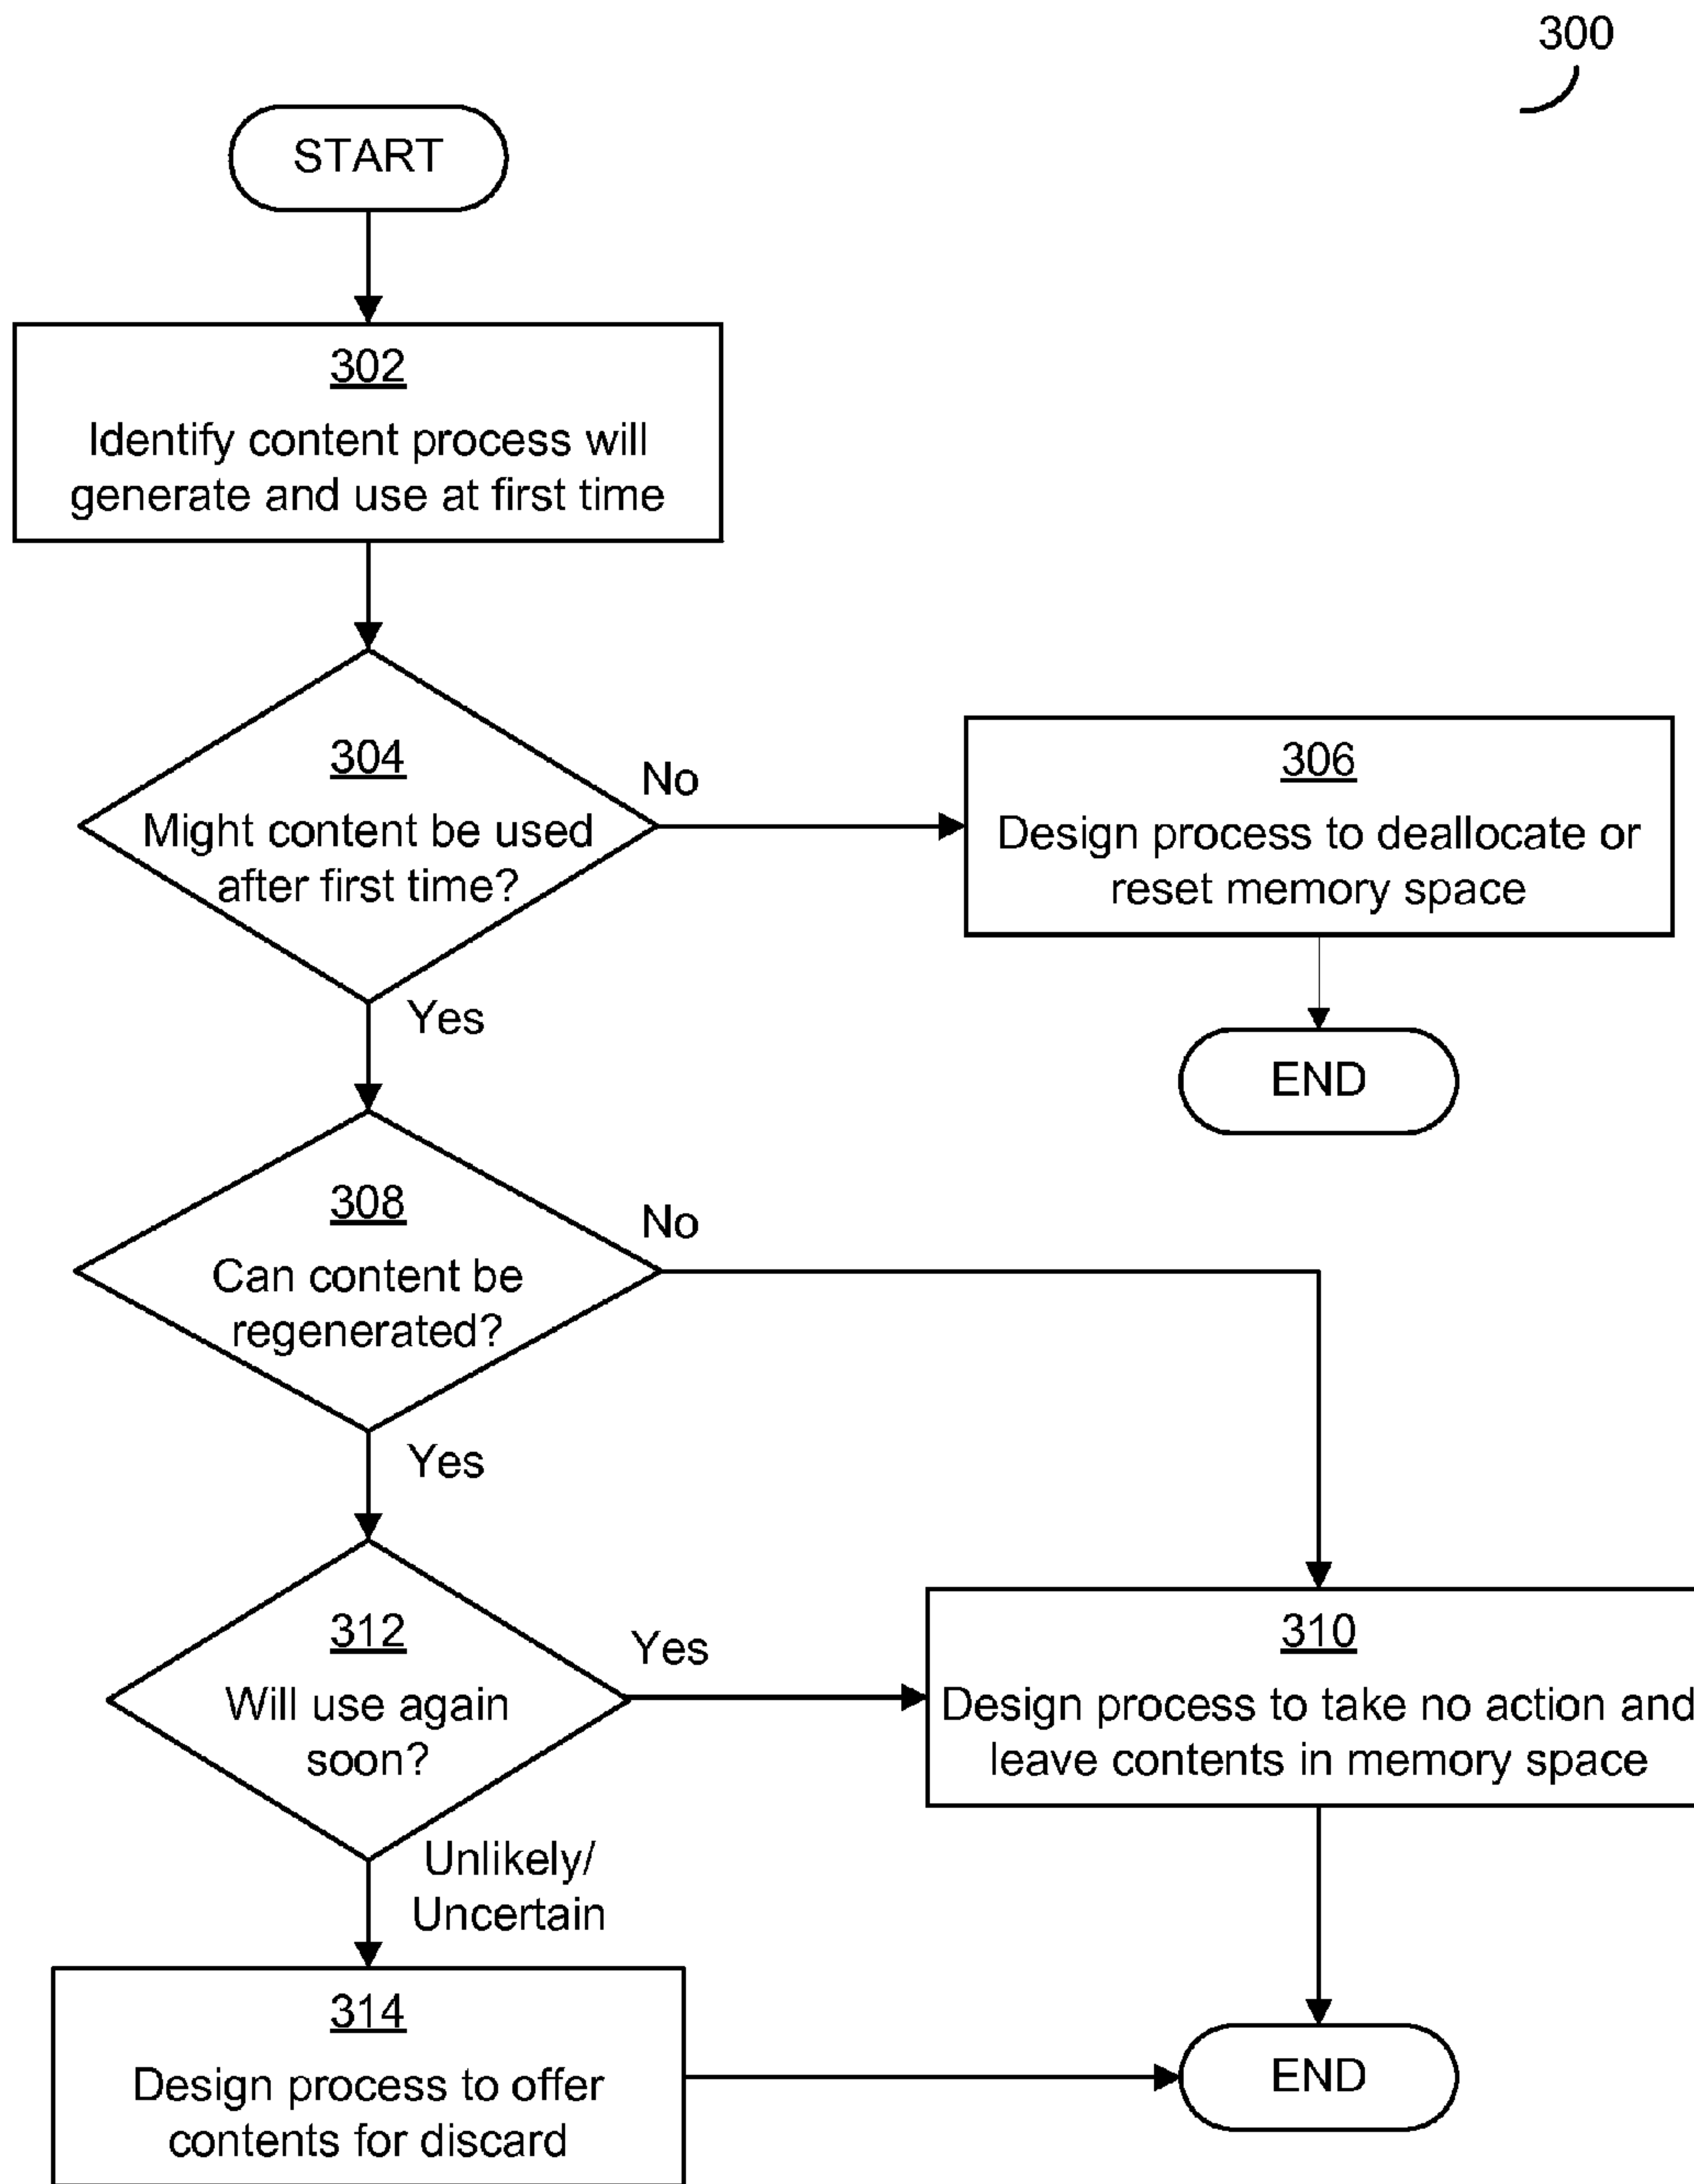 300
START
302
Identify content process will
generate and use at first time
304
Might content be used
after first time?
No
306
Design process to deallocate or
reset memory space
Yes
END
308
Can content be
regenerated?
No
Yes
312
Will use again
soon?
Yes
310
Design process to take no action and
leave contents in memory space
Unlikely/
Uncertain
314
Design process to offer
contents for discard
END